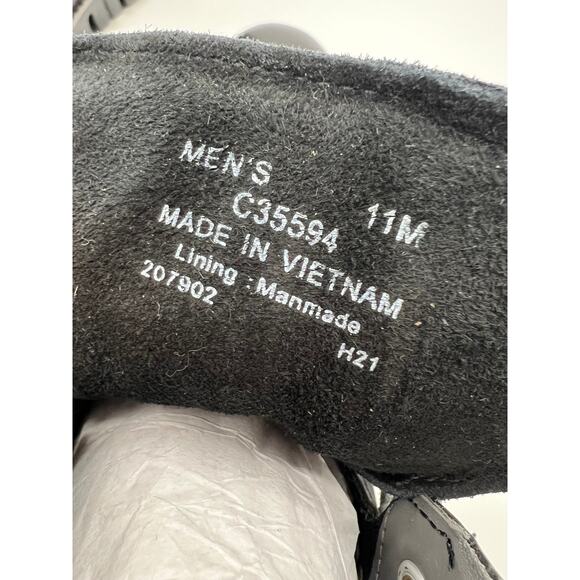 MEN'S 11M
C35594
MADE IN VIETNAM
Lining : Manmade
207902 H21